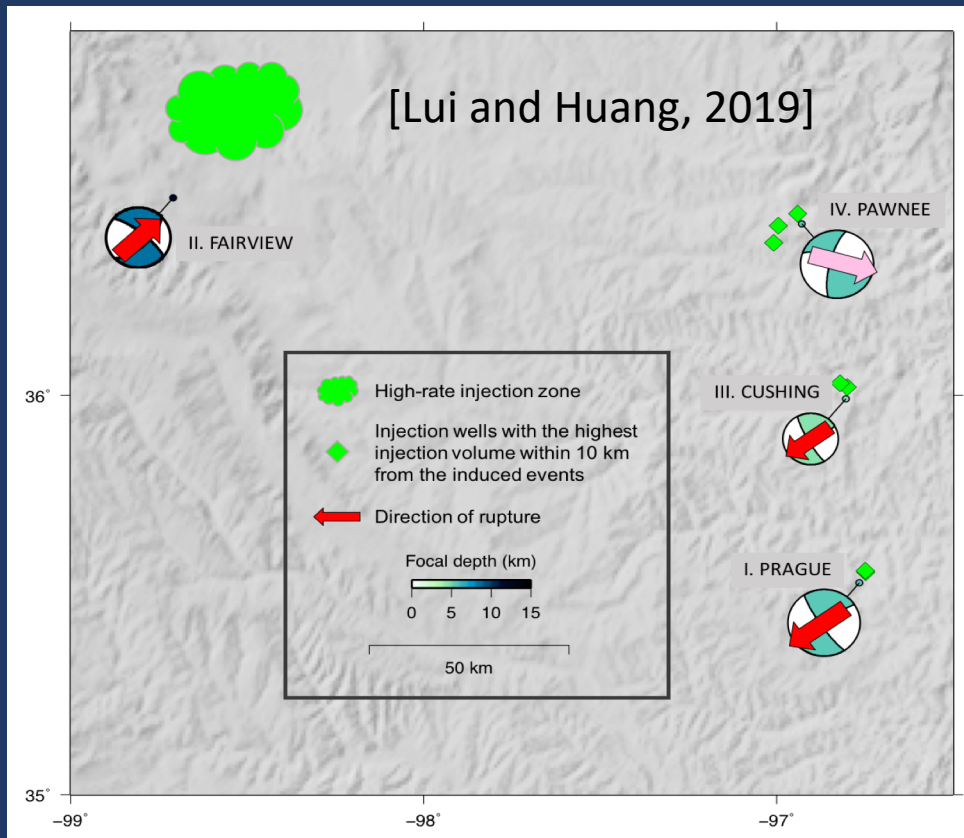 [Lui and Huang, 2019]
IV. PAWNEE
II. FAIRVIEW
36°
III. CUSHING
High-rate injection zone
Injection wells with the highest
injection volume within 10 km
from the induced events
Direction of rupture
Focal depth (km)
0 5 10 15
50 km
I. PRAGUE
35°
−99° −98° −97°